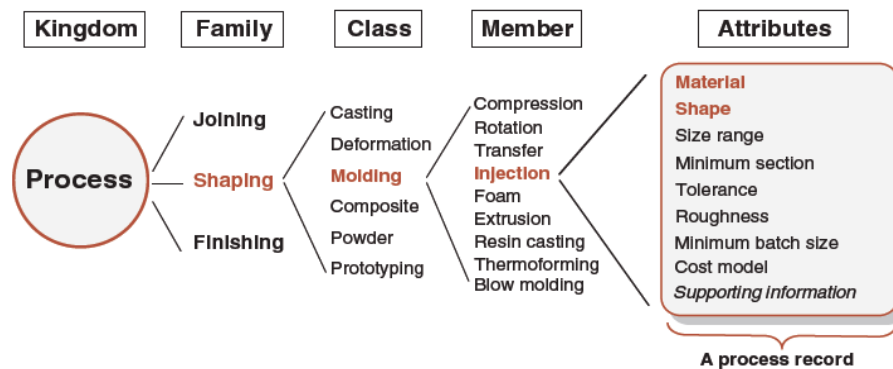 Kingdom
Family
Class
Member
Attributes
Process
Joining
Shaping
Finishing
Casting
Deformation
Molding
Composite
Powder
Prototyping
Compression
Rotation
Transfer
Injection
Foam
Extrusion
Resin casting
Thermoforming
Blow molding
Material
Shape
Size range
Minimum section
Tolerance
Roughness
Minimum batch size
Cost model
Supporting information
A process record